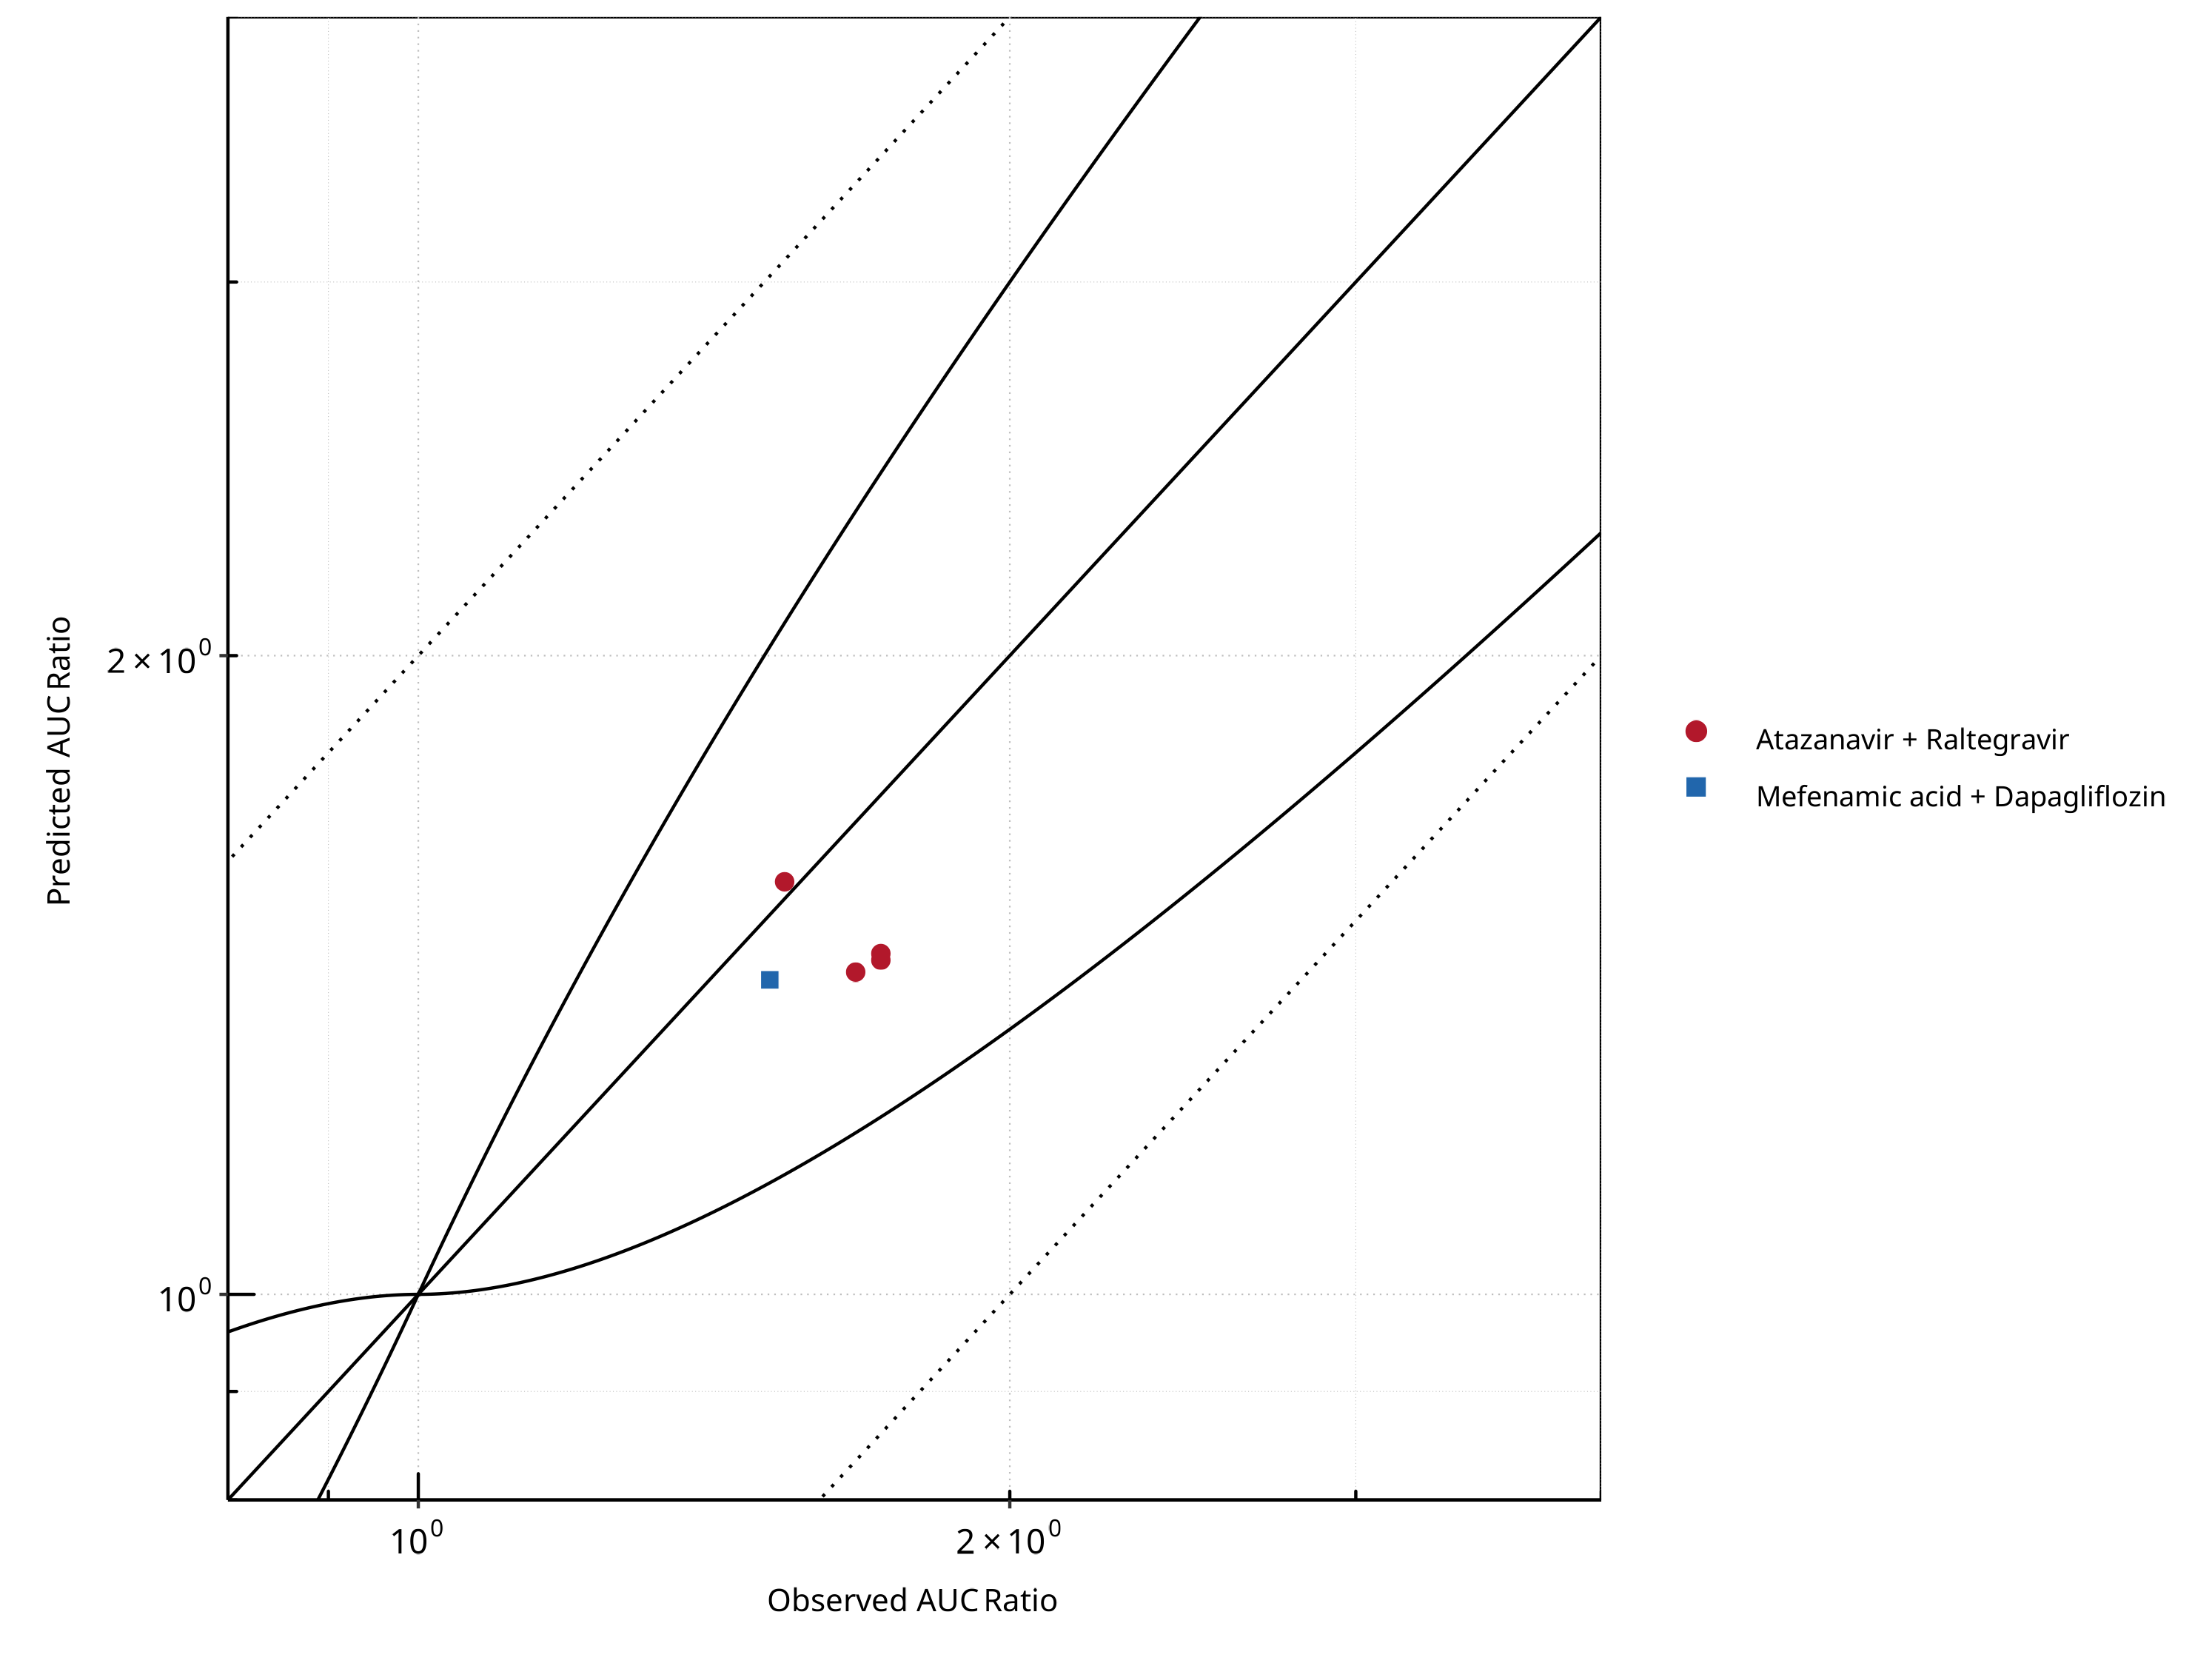 Predicted AUC Ratio
2 × 10⁰
10⁰
10⁰
2 × 10⁰
Observed AUC Ratio
Atazanavir + Raltegravir
Mefenamic acid + Dapagliflozin